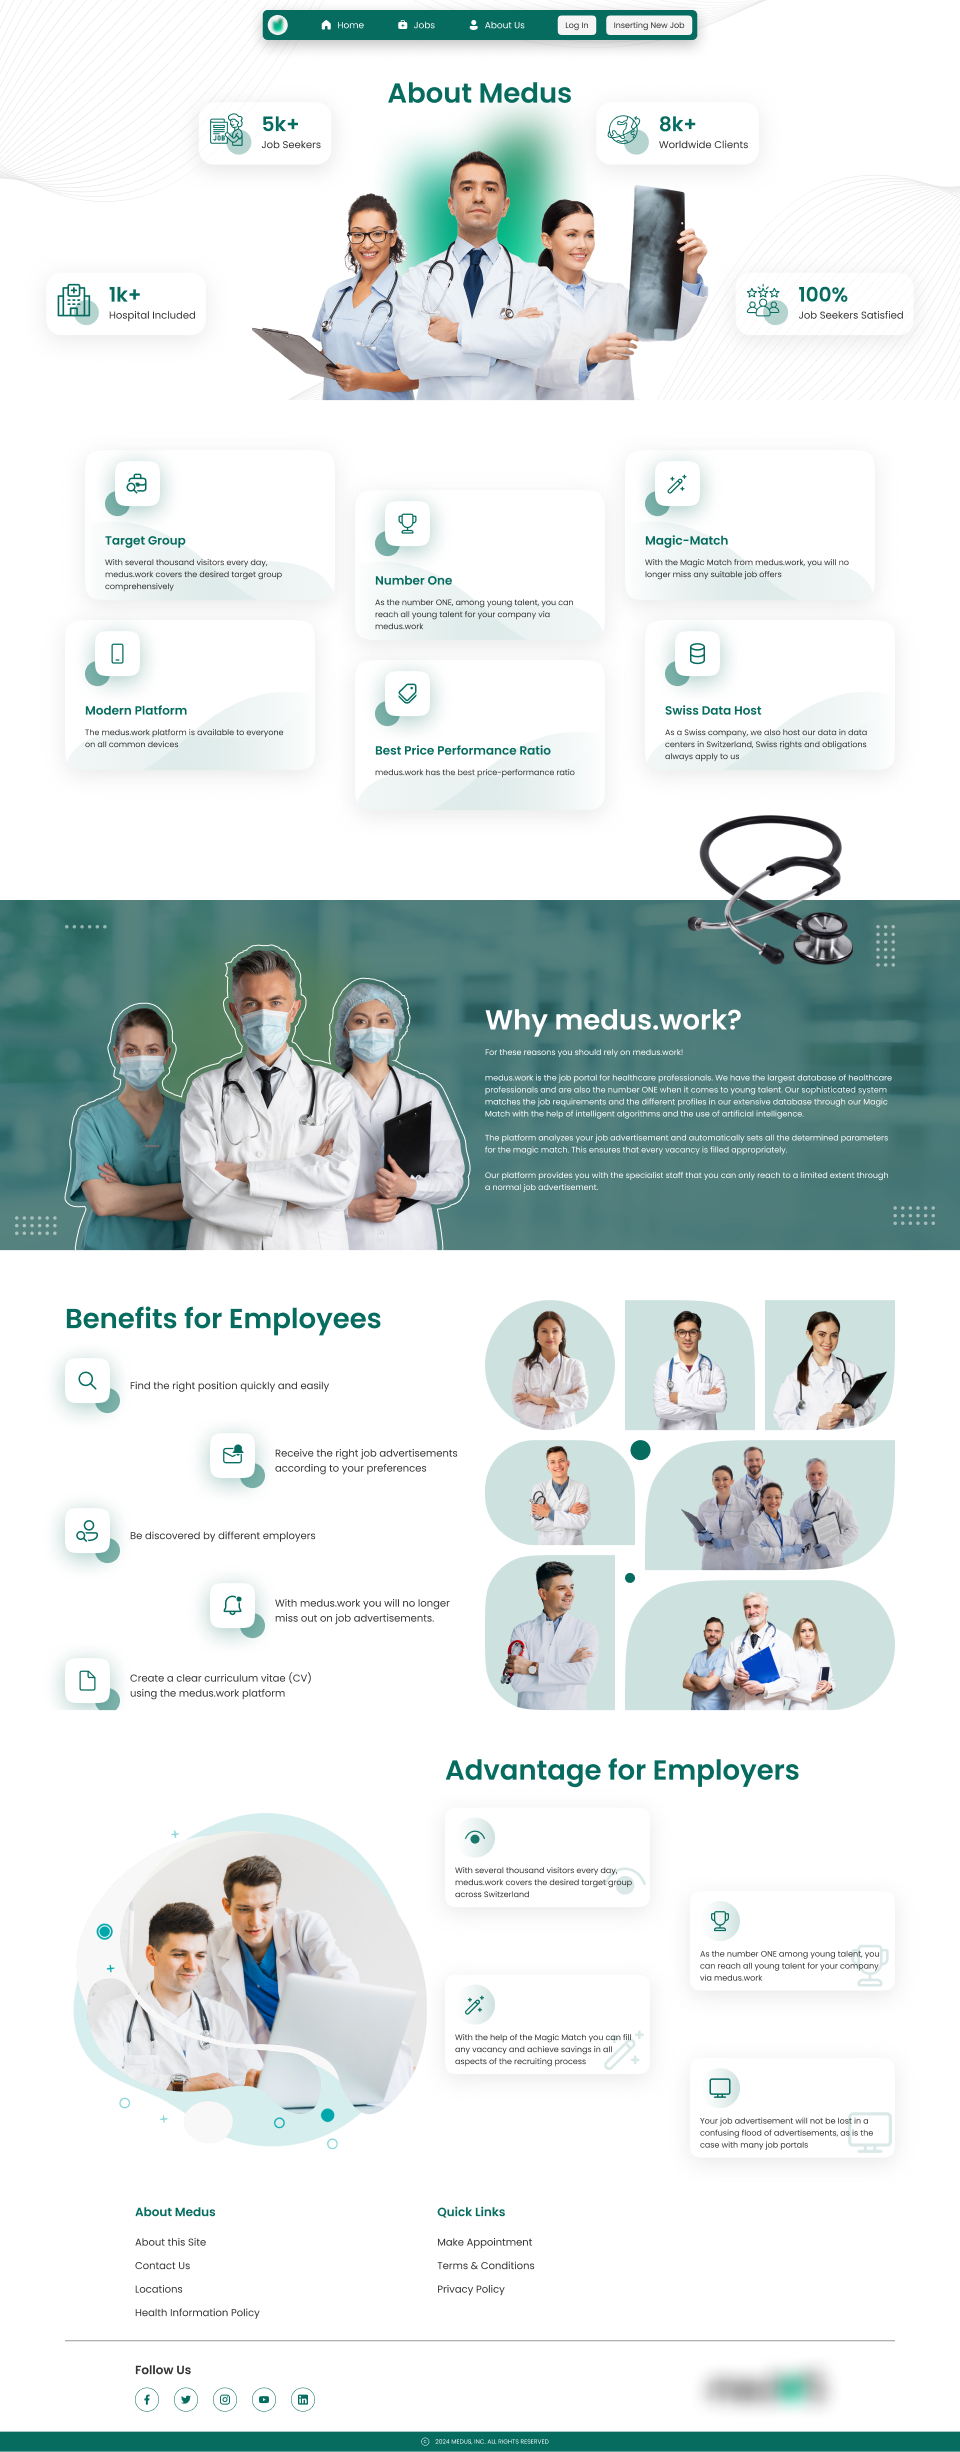 Home
Jobs
About Us
Log In
Inserting New Job
About Medus
JOB
5k+
Job Seekers
8k+
Worldwide Clients
1k+
Hospital Included
100%
Job Seekers Satisfied
Target Group
With several thousand visitors every day,
medus.work covers the desired target group
comprehensively
Number One
As the number ONE, among young talent, you can
reach all young talent for your company via
medus.work
Magic-Match
With the Magic Match from medus.work, you will no
longer miss any suitable job offers
Modern Platform
The medus.work platform is available to everyone
on all common devices
Best Price Performance Ratio
medus.work has the best price-performance ratio
Swiss Data Host
As a Swiss company, we also host our data in data
centers in Switzerland, Swiss rights and obligations
always apply to us
Why medus.work?
For these reasons you should rely on medus.work!
medus.work is the job portal for healthcare professionals. We have the largest database of healthcare
professionals and are also the number ONE when it comes to young talent. Our sophisticated system
matches the job requirements and the different profiles in our extensive database through our Magic
Match with the help of intelligent algorithms and the use of artificial intelligence.
The platform analyzes your job advertisement and automatically sets all the determined parameters
for the magic match. This ensures that every vacancy is filled appropriately.
Our platform provides you with the specialist staff that you can only reach to a limited extent through
a normal job advertisement.
Benefits for Employees
Find the right position quickly and easily
Receive the right job advertisements
according to your preferences
Be discovered by different employers
With medus.work you will no longer
miss out on job advertisements.
Create a clear curriculum vitae (CV)
using the medus.work platform
Advantage for Employers
With several thousand visitors every day,
medus.work covers the desired target group
across Switzerland
As the number ONE among young talent, you
can reach all young talent for your company
via medus.work
With the help of the Magic Match you can fill
any vacancy and achieve savings in all
aspects of the recruiting process
Your job advertisement will not be lost in a
confusing flood of advertisements, as is the
case with many job portals
About Medus
About this Site
Contact Us
Locations
Health Information Policy
Quick Links
Make Appointment
Terms & Conditions
Privacy Policy
Follow Us
© 2024 MEDUS, INC. ALL RIGHTS RESERVED